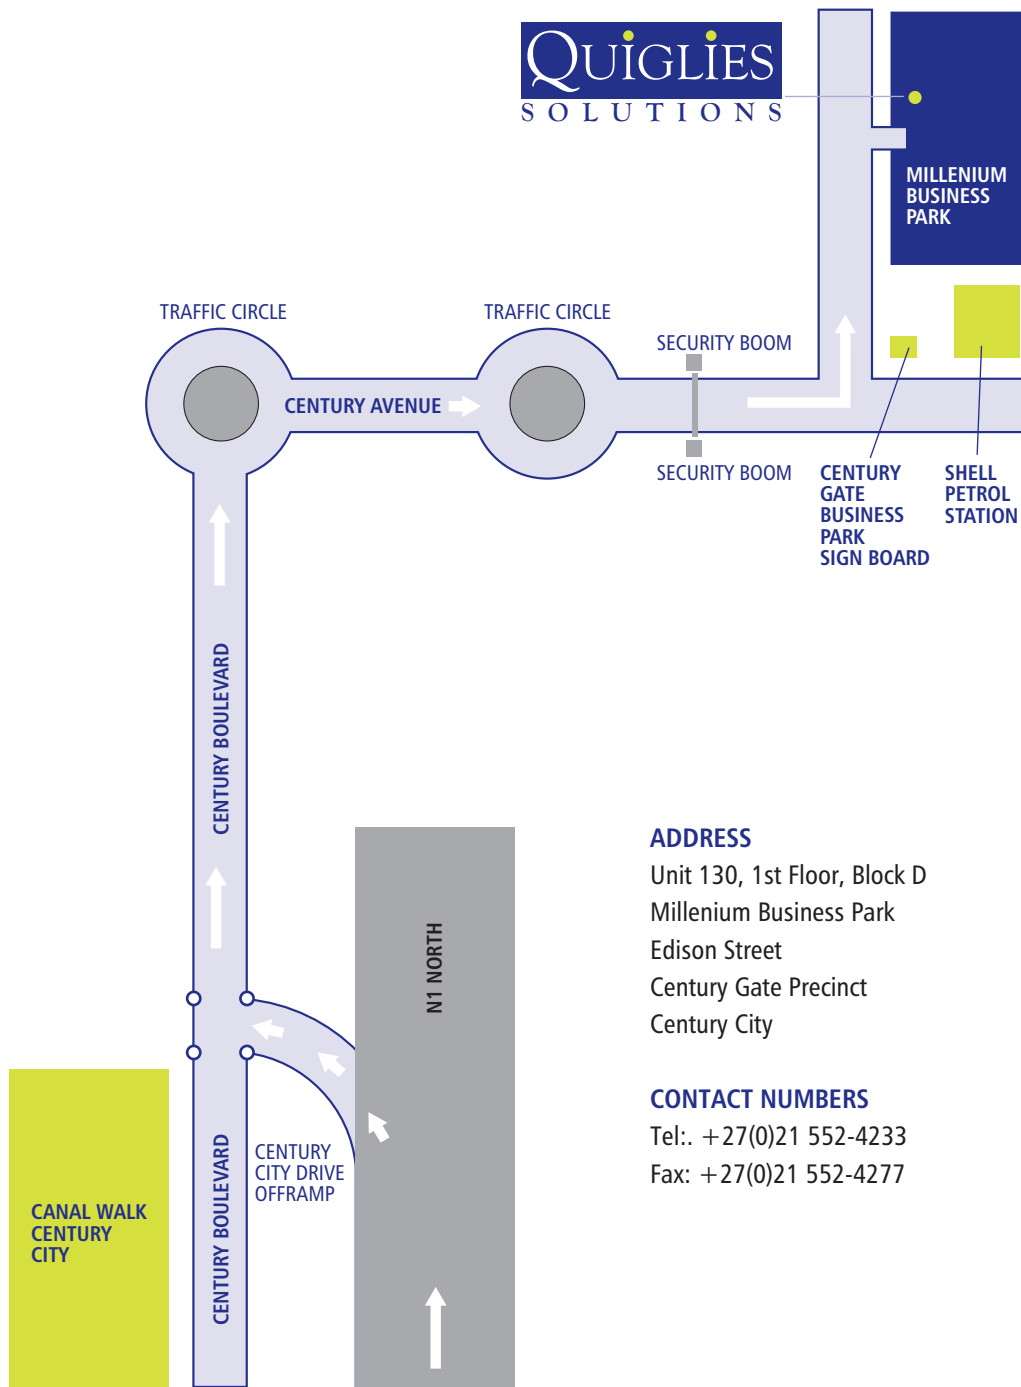 QUIGLIES
SOLUTIONS
MILLENIUM
BUSINESS
PARK
TRAFFIC CIRCLE
TRAFFIC CIRCLE
SECURITY BOOM
CENTURY AVENUE
SECURITY BOOM
CENTURY
GATE
BUSINESS
PARK
SIGN BOARD
SHELL
PETROL
STATION
CENTURY BOULEVARD
N1 NORTH
CENTURY BOULEVARD
CENTURY
CITY DRIVE
OFFRAMP
CANAL WALK
CENTURY
CITY
ADDRESS
Unit 130, 1st Floor, Block D
Millenium Business Park
Edison Street
Century Gate Precinct
Century City
CONTACT NUMBERS
Tel:. +27(0)21 552-4233
Fax: +27(0)21 552-4277